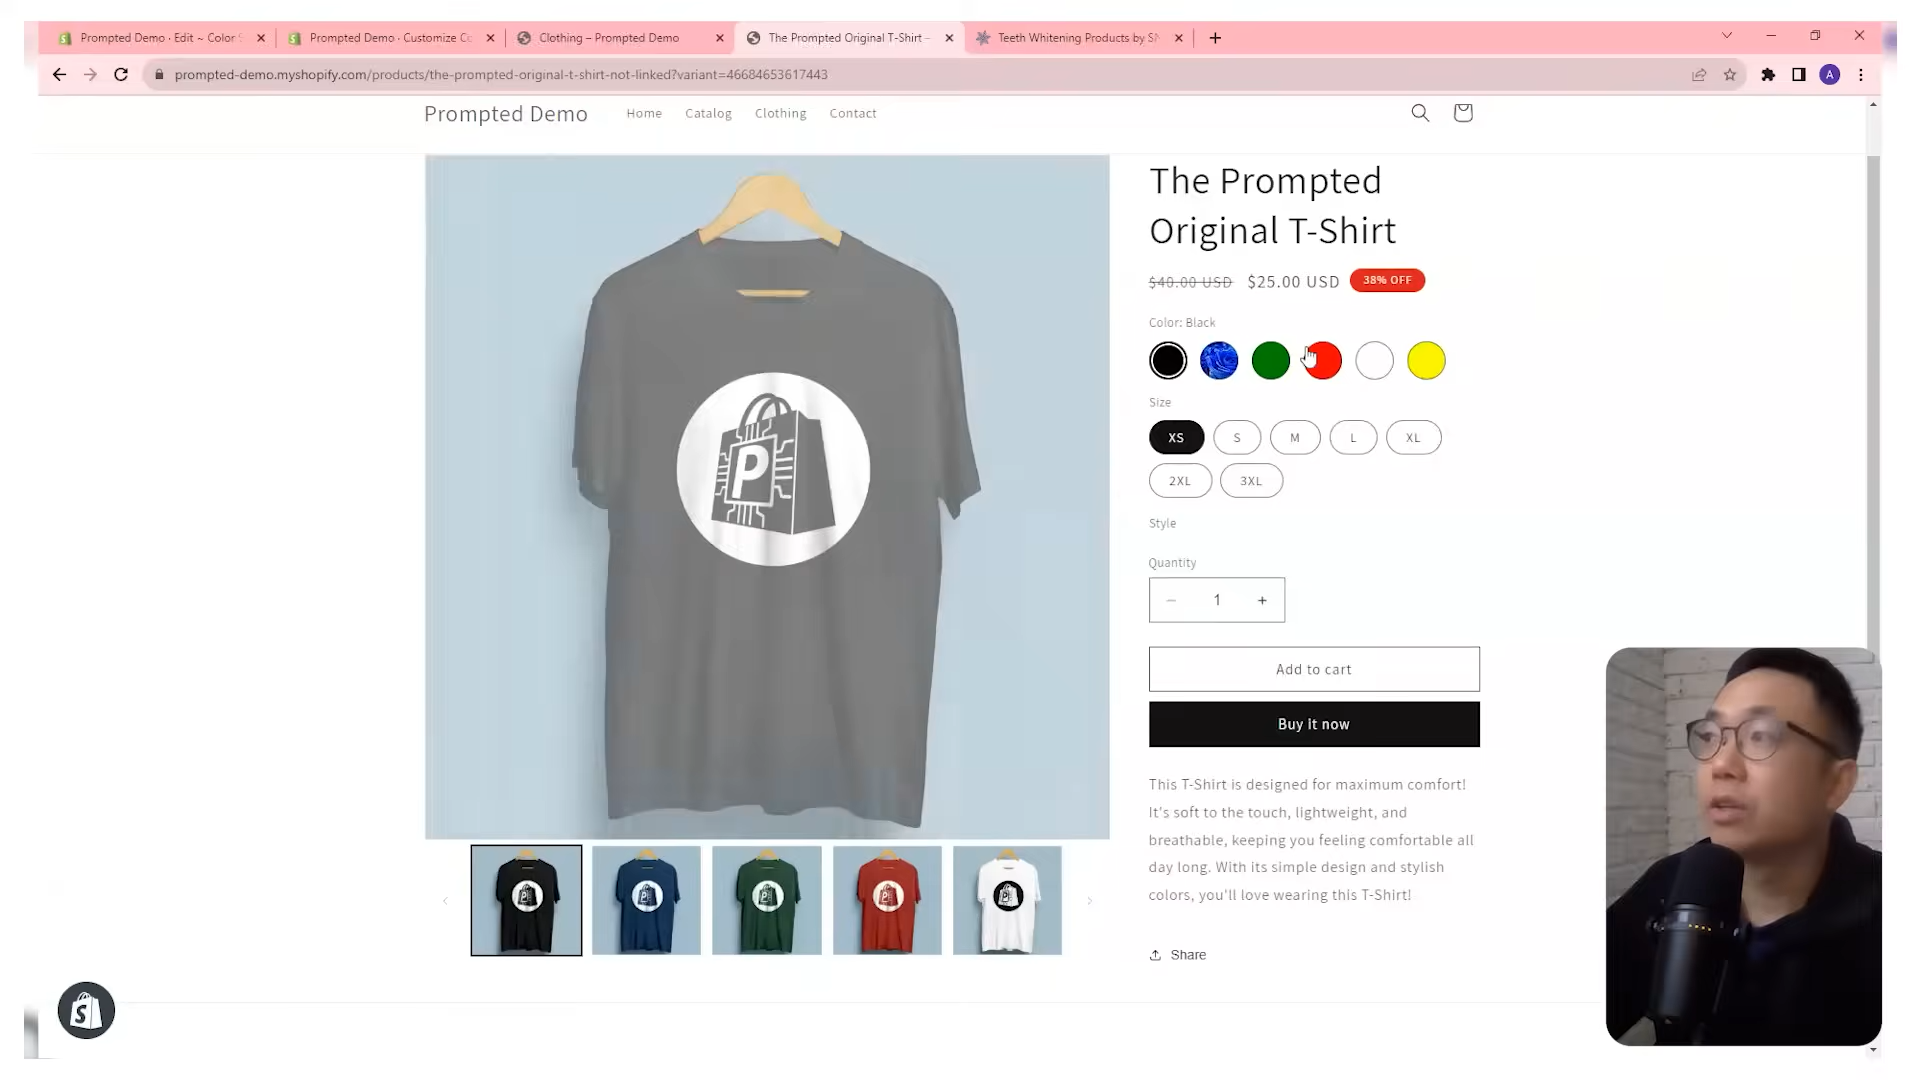 Prompted Demo · Edit ~ Color
Prompted Demo · Customize Co
Clothing – Prompted Demo
The Prompted Original T-Shirt –
Teeth Whitening Products by SN
prompted-demo.myshopify.com/products/the-prompted-original-t-shirt-not-linked?variant=46684653617443
A
Prompted Demo
Home
Catalog
Clothing
Contact
P
The Prompted
Original T-Shirt
$40.00 USD $25.00 USD 38% OFF
Color: Black
Size
XS S M L XL
2XL 3XL
Style
Quantity
− 1 +
Add to cart
Buy it now
This T-Shirt is designed for maximum comfort!
It's soft to the touch, lightweight, and
breathable, keeping you feeling comfortable all
day long. With its simple design and stylish
colors, you'll love wearing this T-Shirt!
Share
P
P
P
P
P
S